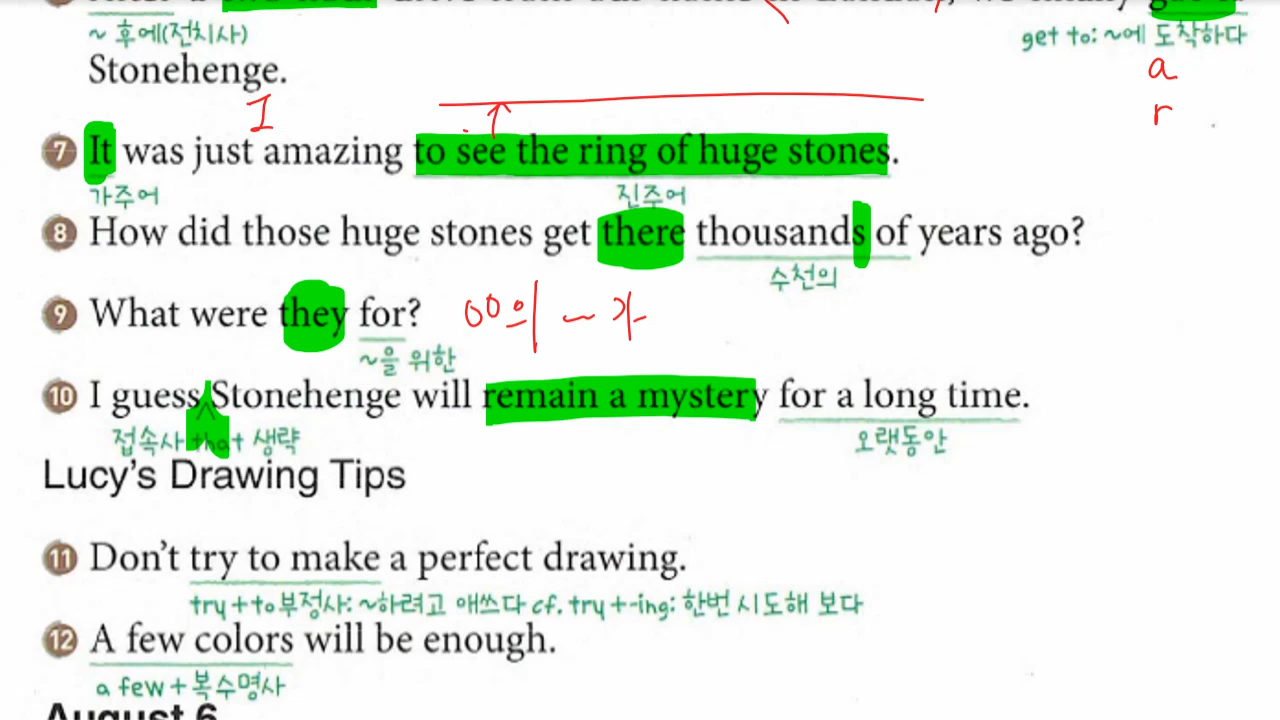 ~ 후에(전치사)
get to: ~에 도착하다
Stonehenge.
a
I
r
7 It was just amazing to see the ring of huge stones.
가주어 진주어
8 How did those huge stones get there thousands of years ago?
수천의
9 What were they for?
~을 위한
10 I guess Stonehenge will remain a mystery for a long time.
접속사 that 생략 오랫동안
Lucy's Drawing Tips
11 Don't try to make a perfect drawing.
try+to부정사: ~하려고 애쓰다 cf. try+-ing: 한번 시도해 보다
12 A few colors will be enough.
a few+복수명사
August 6